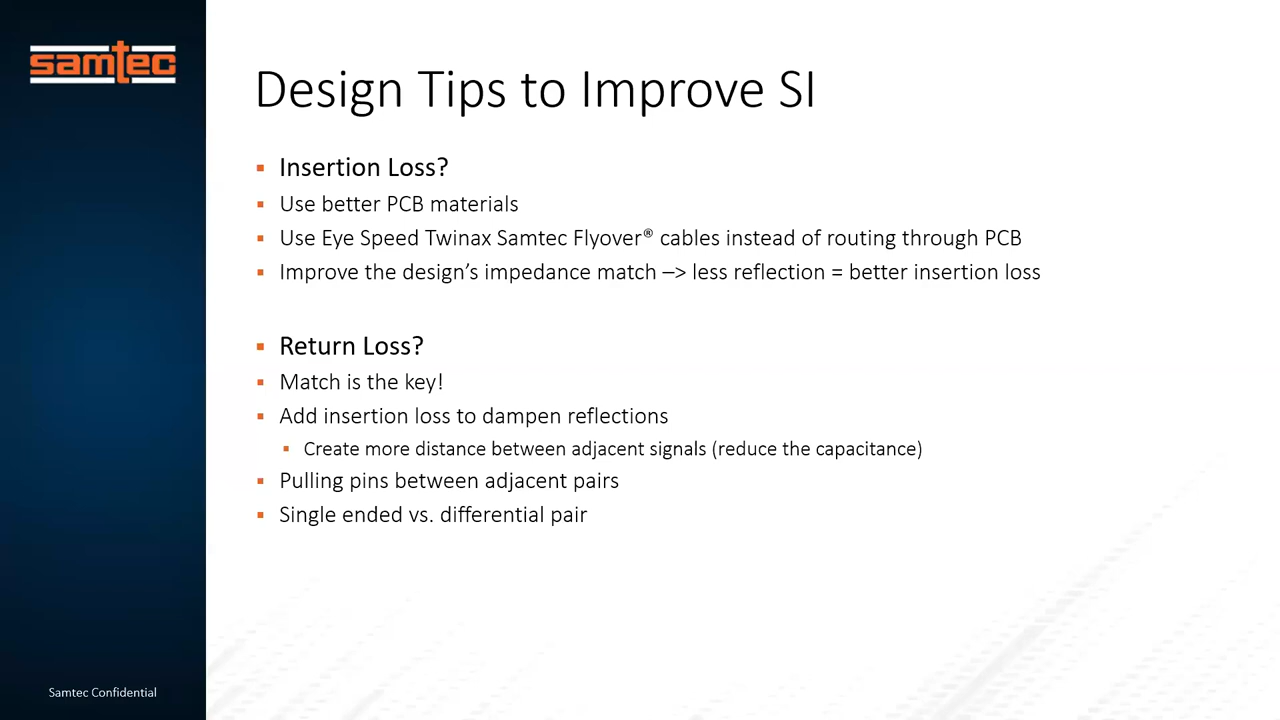 samtec
Design Tips to Improve SI
▪ Insertion Loss?
▪ Use better PCB materials
▪ Use Eye Speed Twinax Samtec Flyover® cables instead of routing through PCB
▪ Improve the design’s impedance match –> less reflection = better insertion loss
▪ Return Loss?
▪ Match is the key!
▪ Add insertion loss to dampen reflections
▪ Create more distance between adjacent signals (reduce the capacitance)
▪ Pulling pins between adjacent pairs
▪ Single ended vs. differential pair
Samtec Confidential